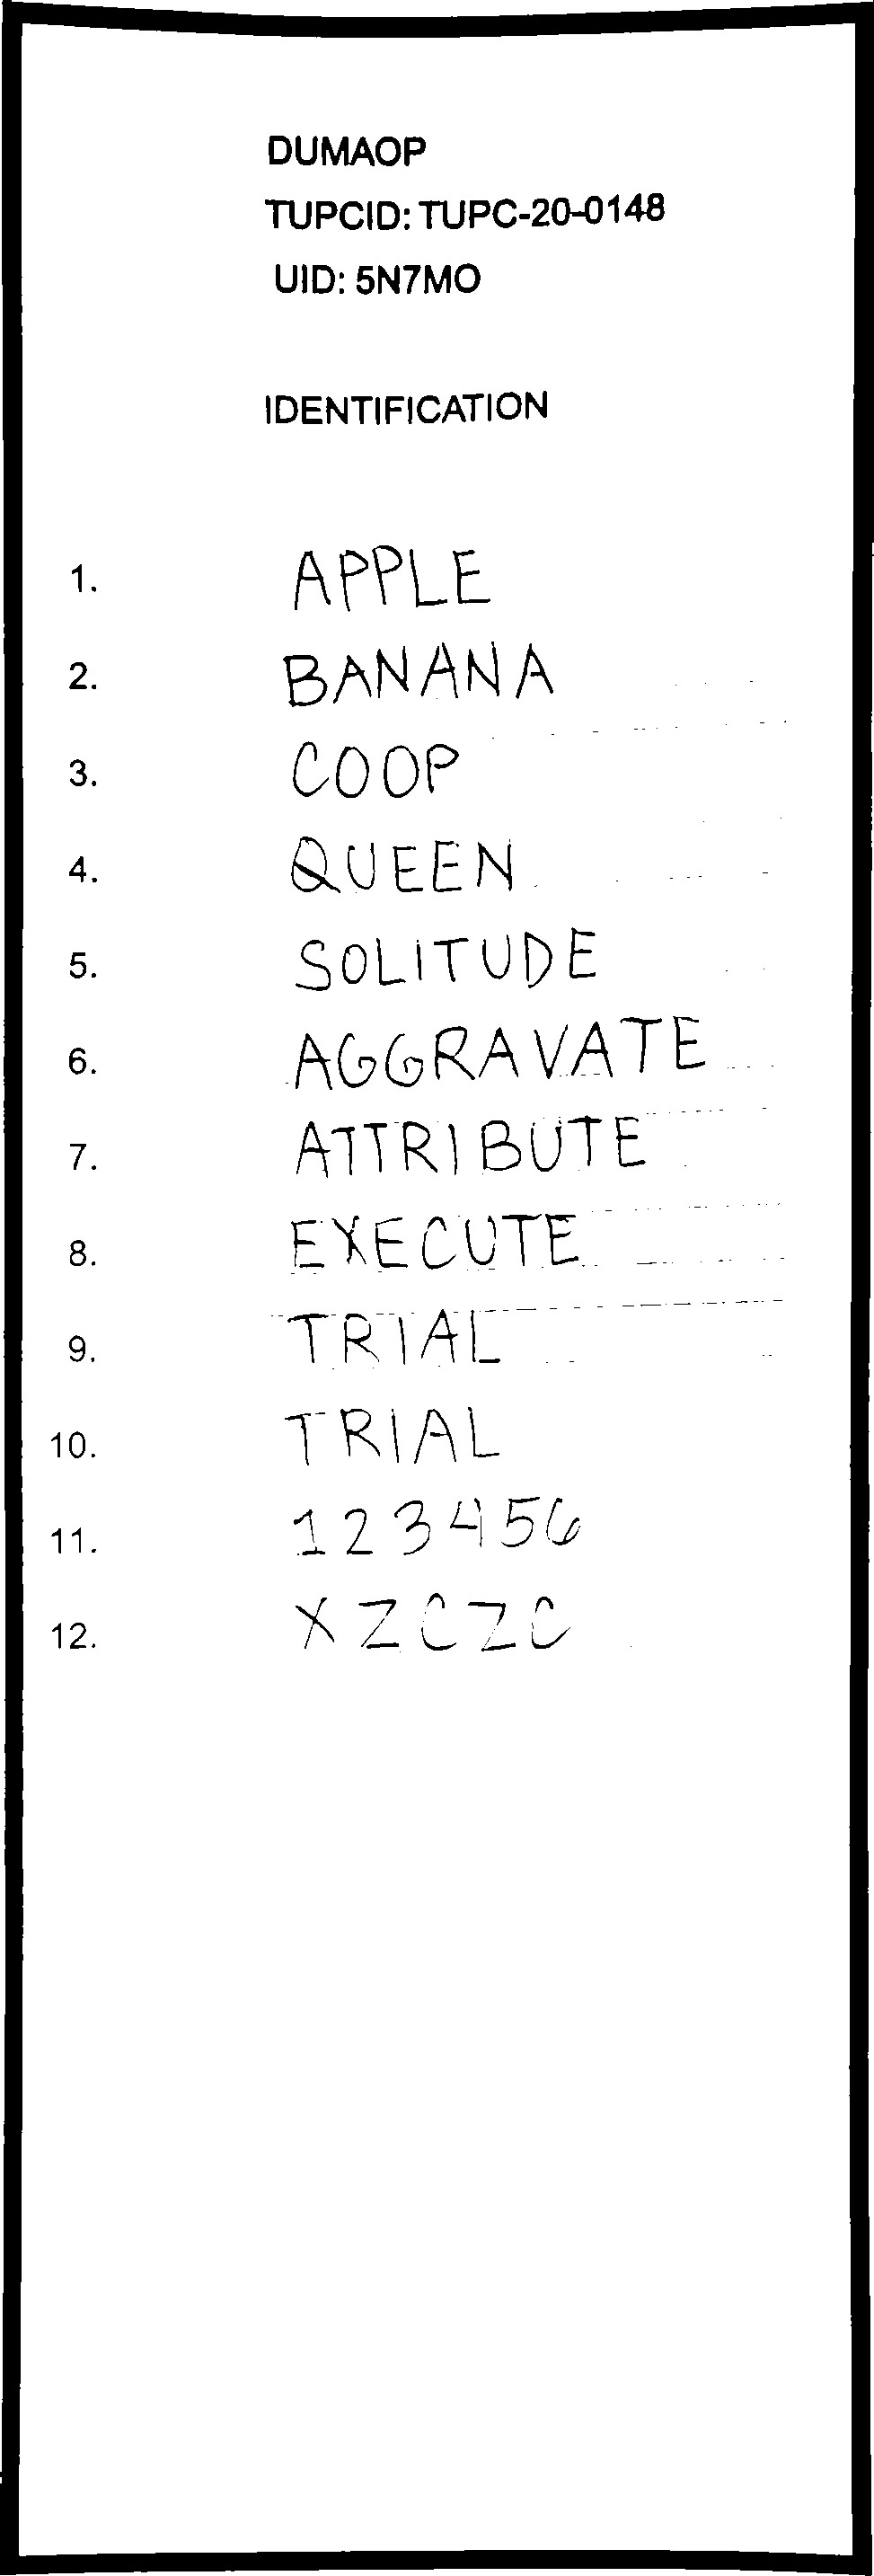 DUMAOP
TUPCID: TUPC-20-0148
UID: 5N7MO
IDENTIFICATION
1. APPLE
2. BANANA
3. COOP
4. QUEEN
5. SOLITUDE
6. AGGRAVATE
7. ATTRIBUTE
8. EXECUTE
9. TRIAL
10. TRIAL
11. 123456
12. XZCZC